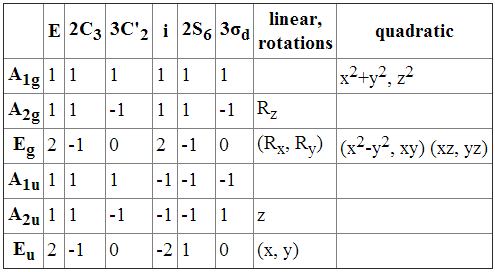 E 2C3 3C'2 i 2S6 3σd linear, rotations quadratic
A1g 1 1 1 1 1 1 x2+y2, z2
A2g 1 1 -1 1 1 -1 Rz
Eg 2 -1 0 2 -1 0 (Rx, Ry) (x2-y2, xy) (xz, yz)
A1u 1 1 1 -1 -1 -1
A2u 1 1 -1 -1 -1 1 z
Eu 2 -1 0 -2 1 0 (x, y)